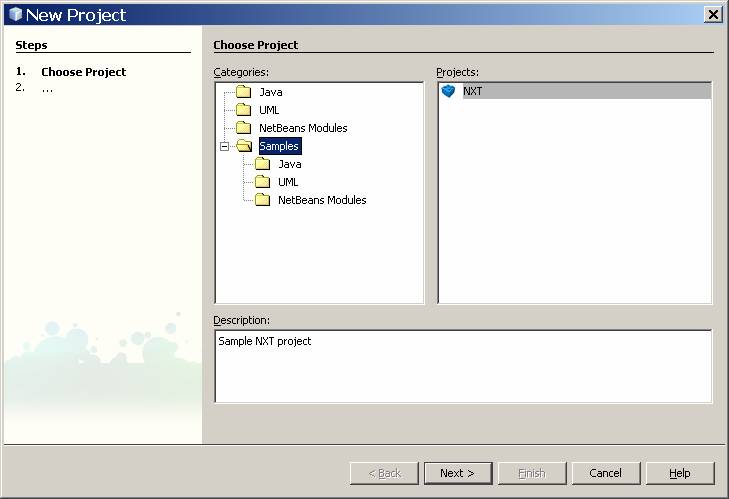 New Project
Steps
1. Choose Project
2. ...
Choose Project
Categories:
Java
UML
NetBeans Modules
Samples
Java
UML
NetBeans Modules
Projects:
NXT
Description:
Sample NXT project
< Back
Next >
Finish
Cancel
Help